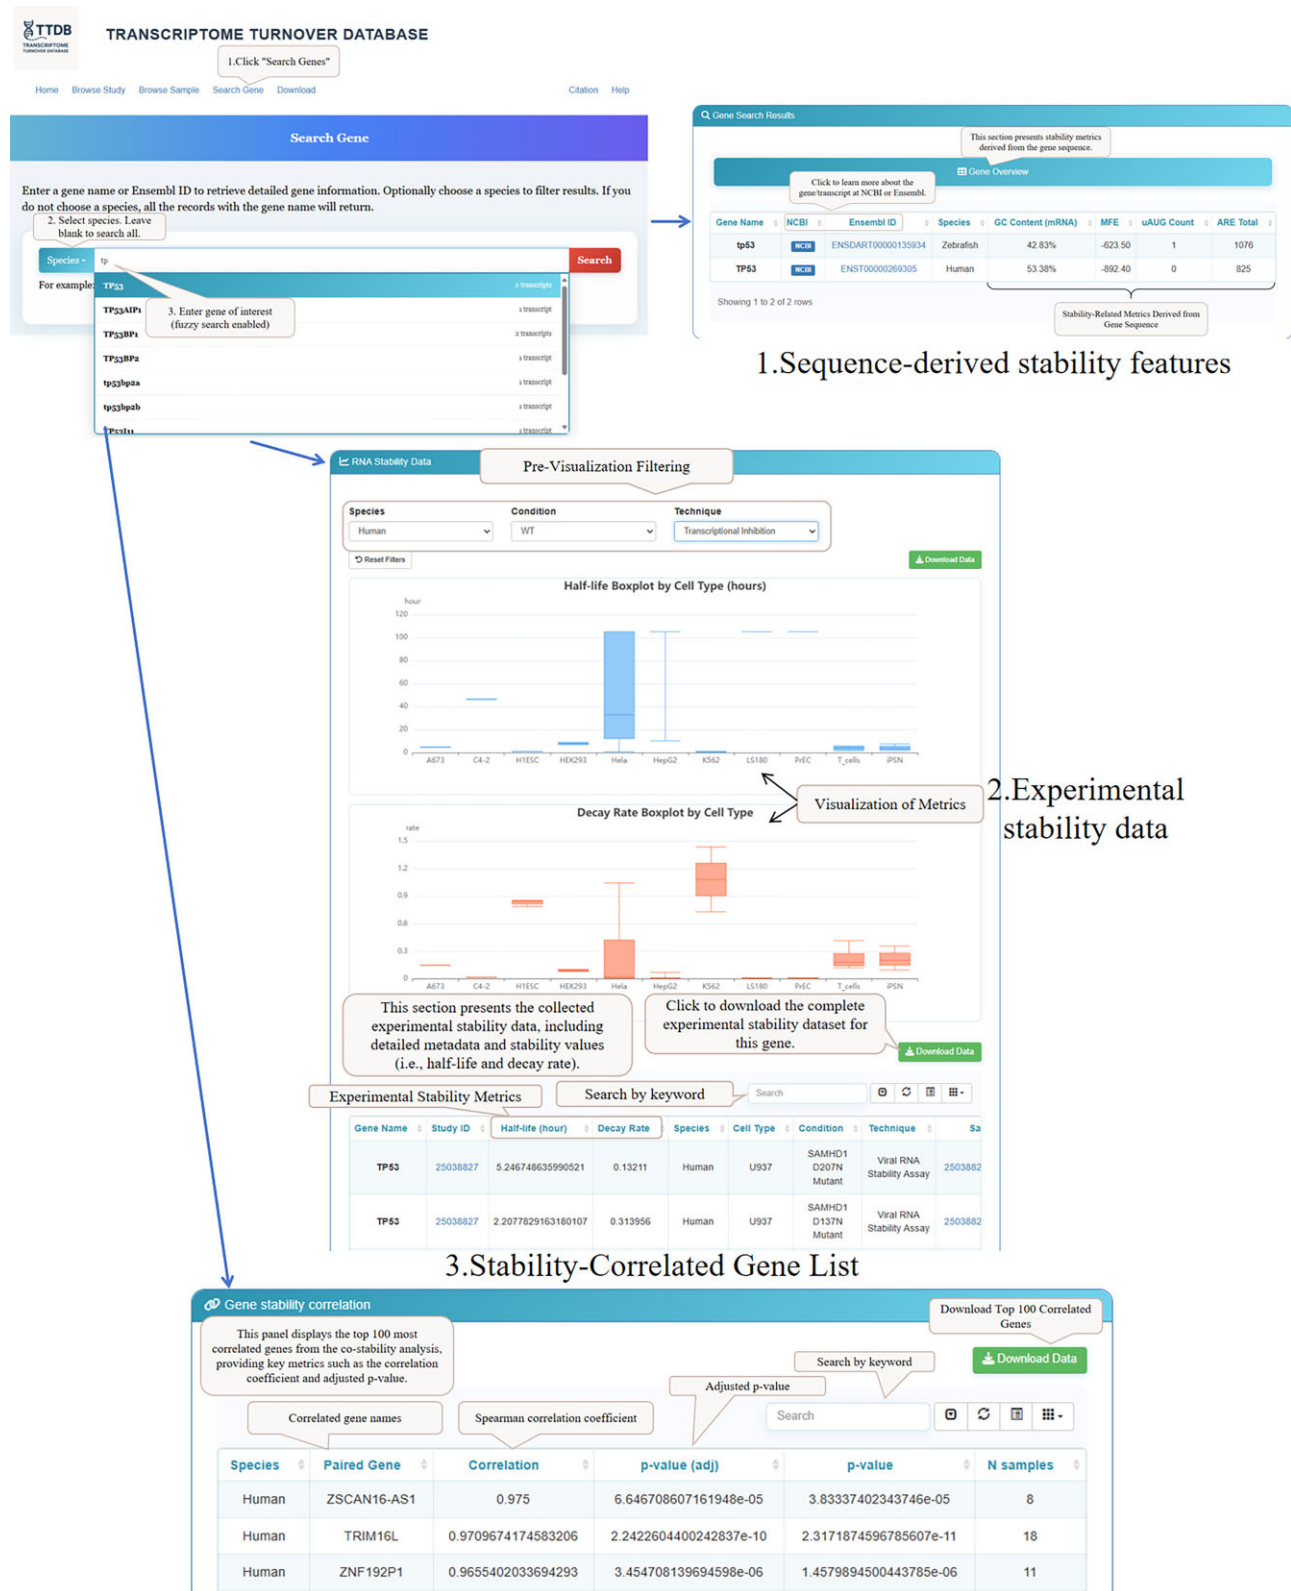 TTDB
TRANSCRIPTOME
TURNOVER DATABASE
TRANSCRIPTOME TURNOVER DATABASE
1.Click "Search Genes"
Home Browse Study Browse Sample Search Gene Download Citation Help
Search Gene
Enter a gene name or Ensembl ID to retrieve detailed gene information. Optionally choose a species to filter results. If you
do not choose a species, all the records with the gene name will return.
2. Select species. Leave
blank to search all.
Species
tp
Search
For example:
TP53 2 transcripts
TP53AIP1 1 transcript
3. Enter gene of interest
(fuzzy search enabled)
TP53BP1 2 transcripts
TP53BP2 1 transcript
tp53bp2a 1 transcript
tp53bp2b 1 transcript
TP53I11 1 transcript
Gene Search Results
This section presents stability metrics
derived from the gene sequence.
Gene Overview
Click to learn more about the
gene/transcript at NCBI or Ensembl.
Gene Name NCBI Ensembl ID Species GC Content (mRNA) MFE uAUG Count ARE Total
tp53 NCBI ENSDART00000135934 Zebrafish 42.83% -623.50 1 1076
TP53 NCBI ENST00000269305 Human 53.38% -892.40 0 825
Showing 1 to 2 of 2 rows
Stability-Related Metrics Derived from
Gene Sequence
1.Sequence-derived stability features
RNA Stability Data
Pre-Visualization Filtering
Species Condition Technique
Human WT Transcriptional Inhibition
Reset Filters
Download Data
Half-life Boxplot by Cell Type (hours)
hour
120
100
80
60
40
20
0
A673 C4-2 H1ESC HEK293 Hela HepG2 K562 LS180 PrEC T_cells iPSN
Visualization of Metrics
2.Experimental
stability data
Decay Rate Boxplot by Cell Type
rate
1.5
1.2
0.9
0.6
0.3
0
A673 C4-2 H1ESC HEK293 Hela HepG2 K562 LS180 PrEC T_cells iPSN
This section presents the collected
experimental stability data, including
detailed metadata and stability values
(i.e., half-life and decay rate).
Click to download the complete
experimental stability dataset for
this gene.
Download Data
Experimental Stability Metrics
Search by keyword
Search
Gene Name Study ID Half-life (hour) Decay Rate Species Cell Type Condition Technique Sa
TP53 25038827 5.246748635990521 0.13211 Human U937 SAMHD1 D207N Mutant Viral RNA Stability Assay 2503882
TP53 25038827 2.2077829163180107 0.313956 Human U937 SAMHD1 D137N Mutant Viral RNA Stability Assay 2503882
3.Stability-Correlated Gene List
Gene stability correlation
This panel displays the top 100 most
correlated genes from the co-stability analysis,
providing key metrics such as the correlation
coefficient and adjusted p-value.
Download Top 100 Correlated
Genes
Download Data
Search by keyword
Adjusted p-value
Correlated gene names
Spearman correlation coefficient
Search
Species Paired Gene Correlation p-value (adj) p-value N samples
Human ZSCAN16-AS1 0.975 6.646708607161948e-05 3.83337402343746e-05 8
Human TRIM16L 0.9709674174583206 2.2422604400242837e-10 2.3171874596785607e-11 18
Human ZNF192P1 0.9655402033694293 3.454708139694598e-06 1.4579894500443785e-06 11